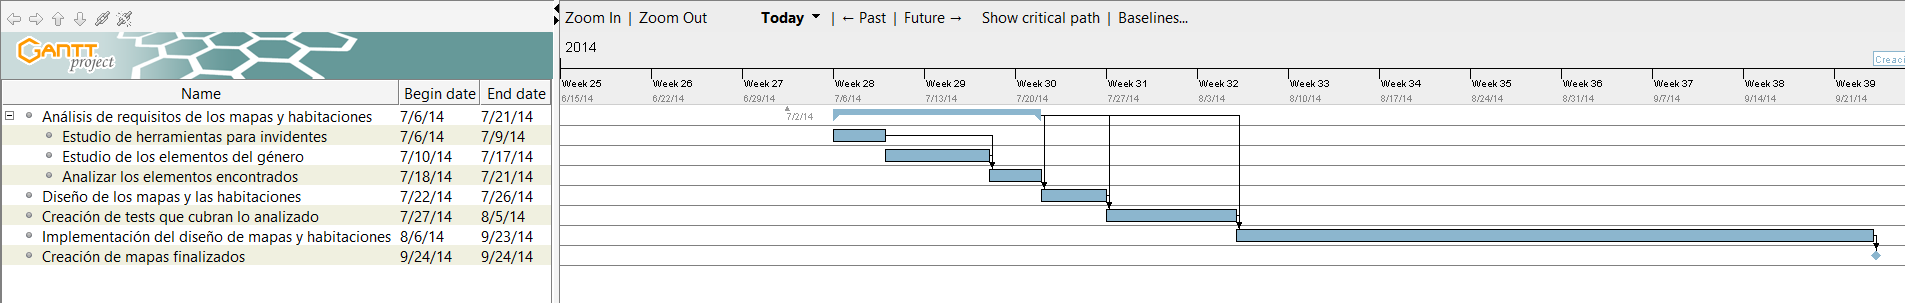 Zoom In | Zoom Out Today | ← Past | Future → Show critical path | Baselines...
2014
GANTT project
Creaci
Week 25 Week 26 Week 27 Week 28 Week 29 Week 30 Week 31 Week 32 Week 33 Week 34 Week 35 Week 36 Week 37 Week 38 Week 39
6/15/14 6/22/14 6/29/14 7/6/14 7/13/14 7/20/14 7/27/14 8/3/14 8/10/14 8/17/14 8/24/14 8/31/14 9/7/14 9/14/14 9/21/14
7/2/14
Name Begin date End date
Análisis de requisitos de los mapas y habitaciones 7/6/14 7/21/14
Estudio de herramientas para invidentes 7/6/14 7/9/14
Estudio de los elementos del género 7/10/14 7/17/14
Analizar los elementos encontrados 7/18/14 7/21/14
Diseño de los mapas y las habitaciones 7/22/14 7/26/14
Creación de tests que cubran lo analizado 7/27/14 8/5/14
Implementación del diseño de mapas y habitaciones 8/6/14 9/23/14
Creación de mapas finalizados 9/24/14 9/24/14